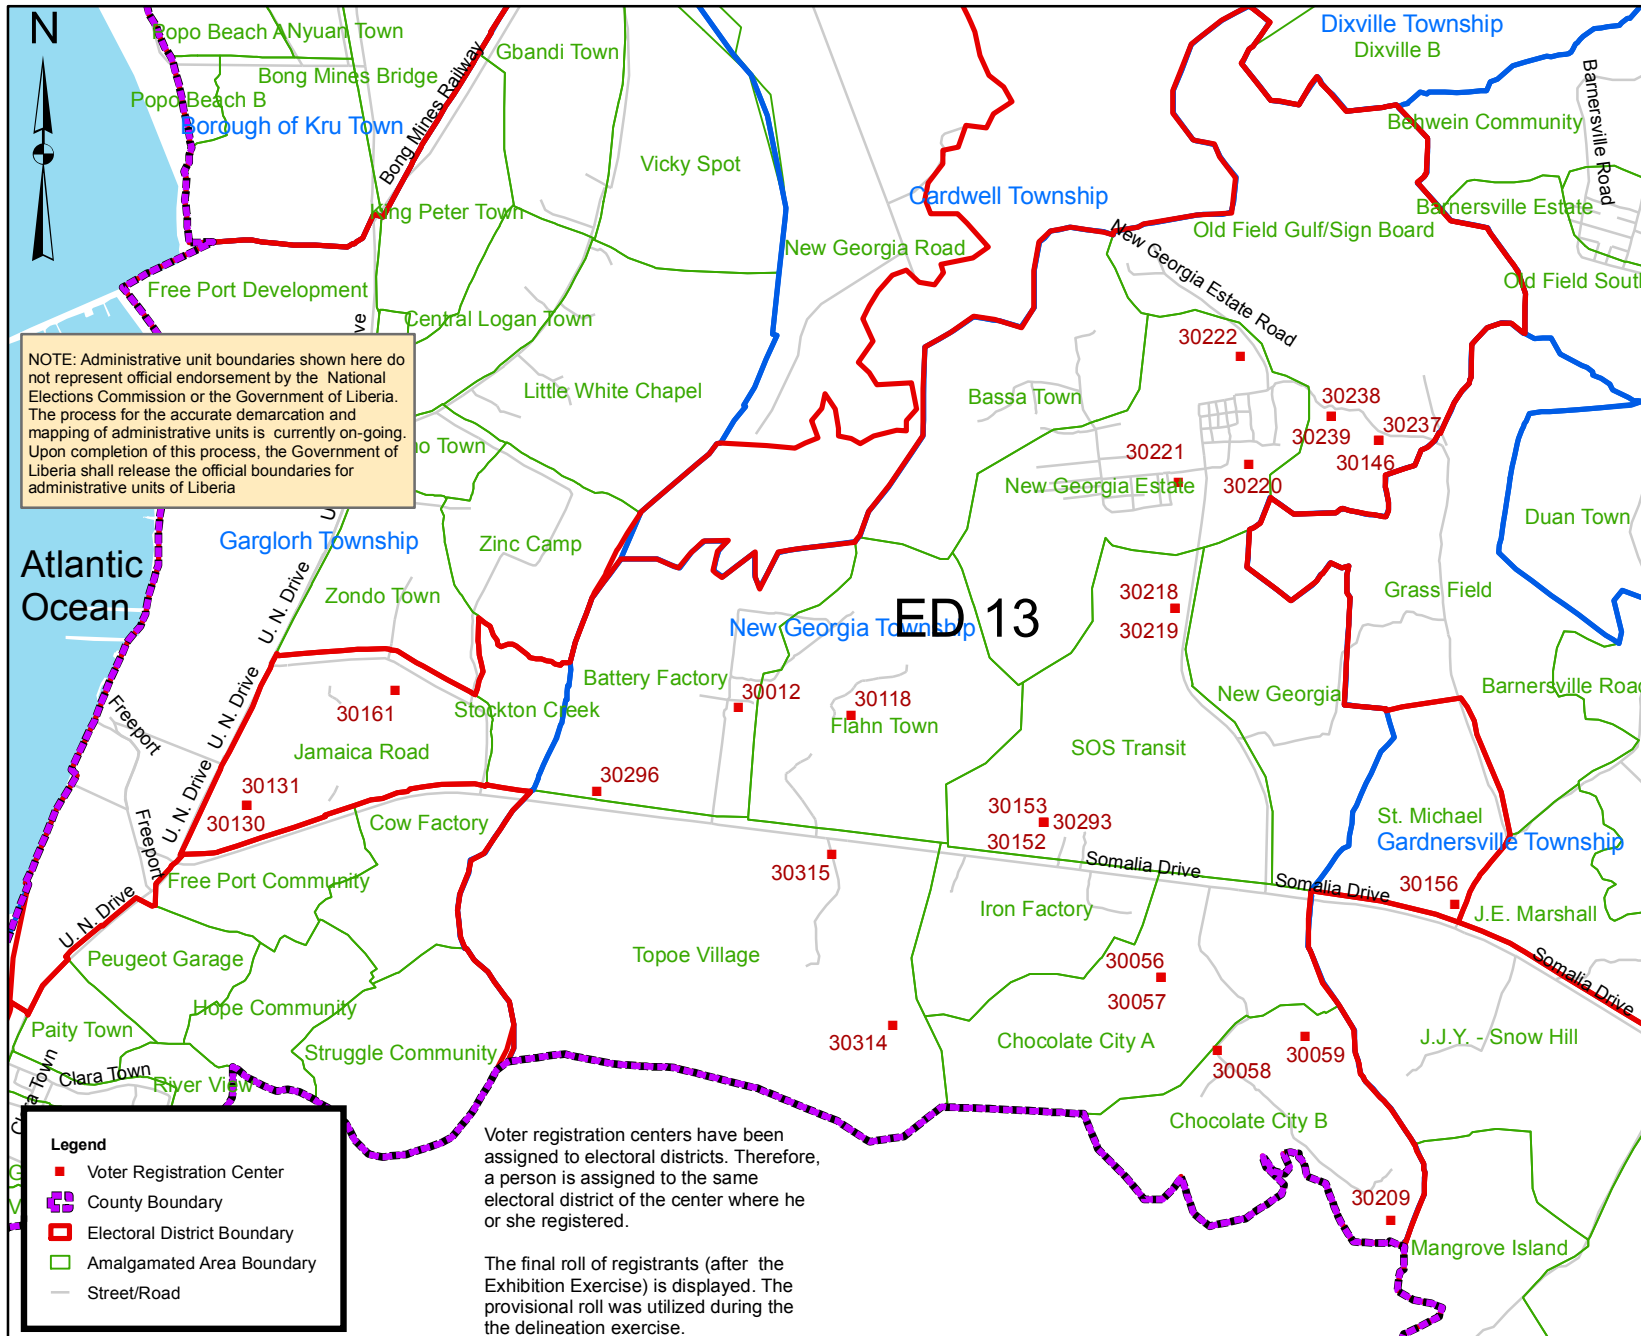 N
Popo Beach A
Nyuan Town
Gbandi Town
Dixville Township
Dixville B
Bong Mines Bridge
Bong Mines Railway
Popo Beach B
Borough of Kru Town
Barnersville Road
Behwein Community
Vicky Spot
Cardwell Township
King Peter Town
Barnersville Estate
New Georgia Road
New Georgia Estate Road
Old Field Gulf/Sign Board
Free Port Development
Old Field South
Central Logan Town
ve
30222
NOTE: Administrative unit boundaries shown here do
not represent official endorsement by the National
Elections Commission or the Government of Liberia.
The process for the accurate demarcation and
mapping of administrative units is currently on-going.
Upon completion of this process, the Government of
Liberia shall release the official boundaries for
administrative units of Liberia
Little White Chapel
Bassa Town
30238
30237
30239
30146
no Town
30221
New Georgia Estate
30220
U.
Duan Town
Garglorh Township
Zinc Camp
Atlantic
Ocean
U. N. Drive
Zondo Town
30218
30219
Grass Field
New Georgia Township
ED 13
Battery Factory
30012
30118
Flahn Town
New Georgia
Barnersville Road
U. N. Drive
30161
Stockton Creek
Freeport
Jamaica Road
SOS Transit
U. N. Drive
30131
30130
30296
30153
30293
30152
St. Michael
Gardnersville Township
Cow Factory
Freeport
30315
Somalia Drive
Somalia Drive
30156
Free Port Community
U. N. Drive
Iron Factory
J.E. Marshall
Peugeot Garage
Topoe Village
30056
30057
Somalia Drive
Hope Community
Paity Town
Struggle Community
30314
Chocolate City A
30059
30058
J.J.Y. - Snow Hill
Clara Town
Clara Town
River View
Chocolate City B
G
V
Legend
Voter Registration Center
County Boundary
Electoral District Boundary
Amalgamated Area Boundary
Street/Road
Voter registration centers have been
assigned to electoral districts. Therefore,
a person is assigned to the same
electoral district of the center where he
or she registered.
The final roll of registrants (after the
Exhibition Exercise) is displayed. The
provisional roll was utilized during the
the delineation exercise.
30209
Mangrove Island